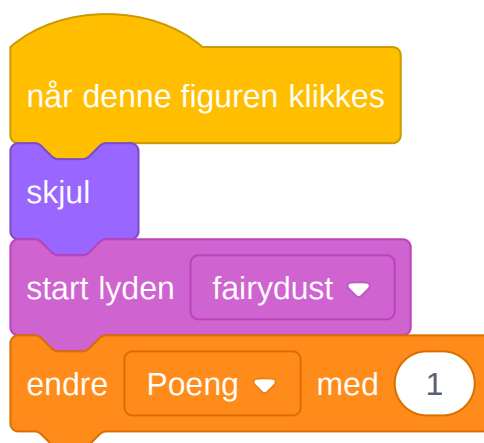 når denne figuren klikkes
skjul
start lyden fairydust
endre Poeng med 1